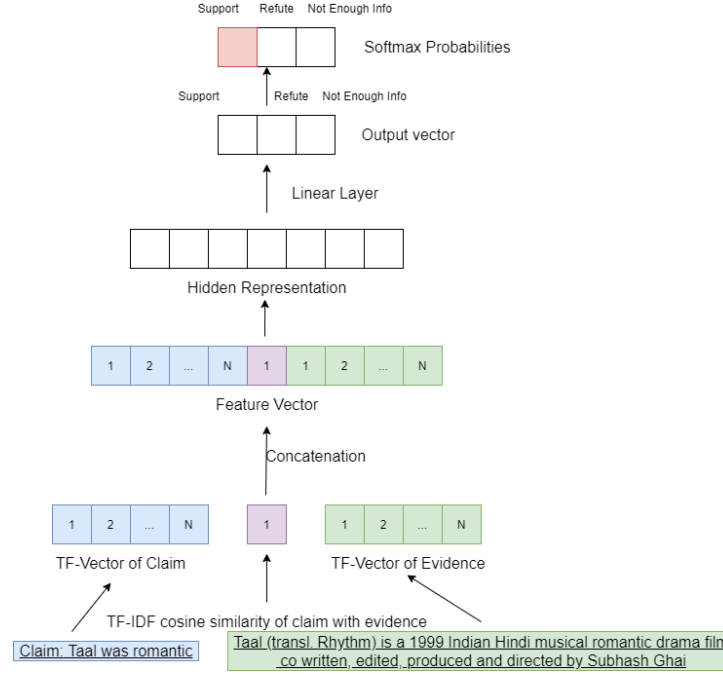 Support Refute Not Enough Info
Softmax Probabilities
Support Refute Not Enough Info
Output vector
Linear Layer
Hidden Representation
1 2 ... N 1 1 2 ... N
Feature Vector
Concatenation
1 2 ... N 1 1 2 ... N
TF-Vector of Claim TF-Vector of Evidence
TF-IDF cosine similarity of claim with evidence
Claim: Taal was romantic
Taal (transl. Rhythm) is a 1999 Indian Hindi musical romantic drama film
co written, edited, produced and directed by Subhash Ghai